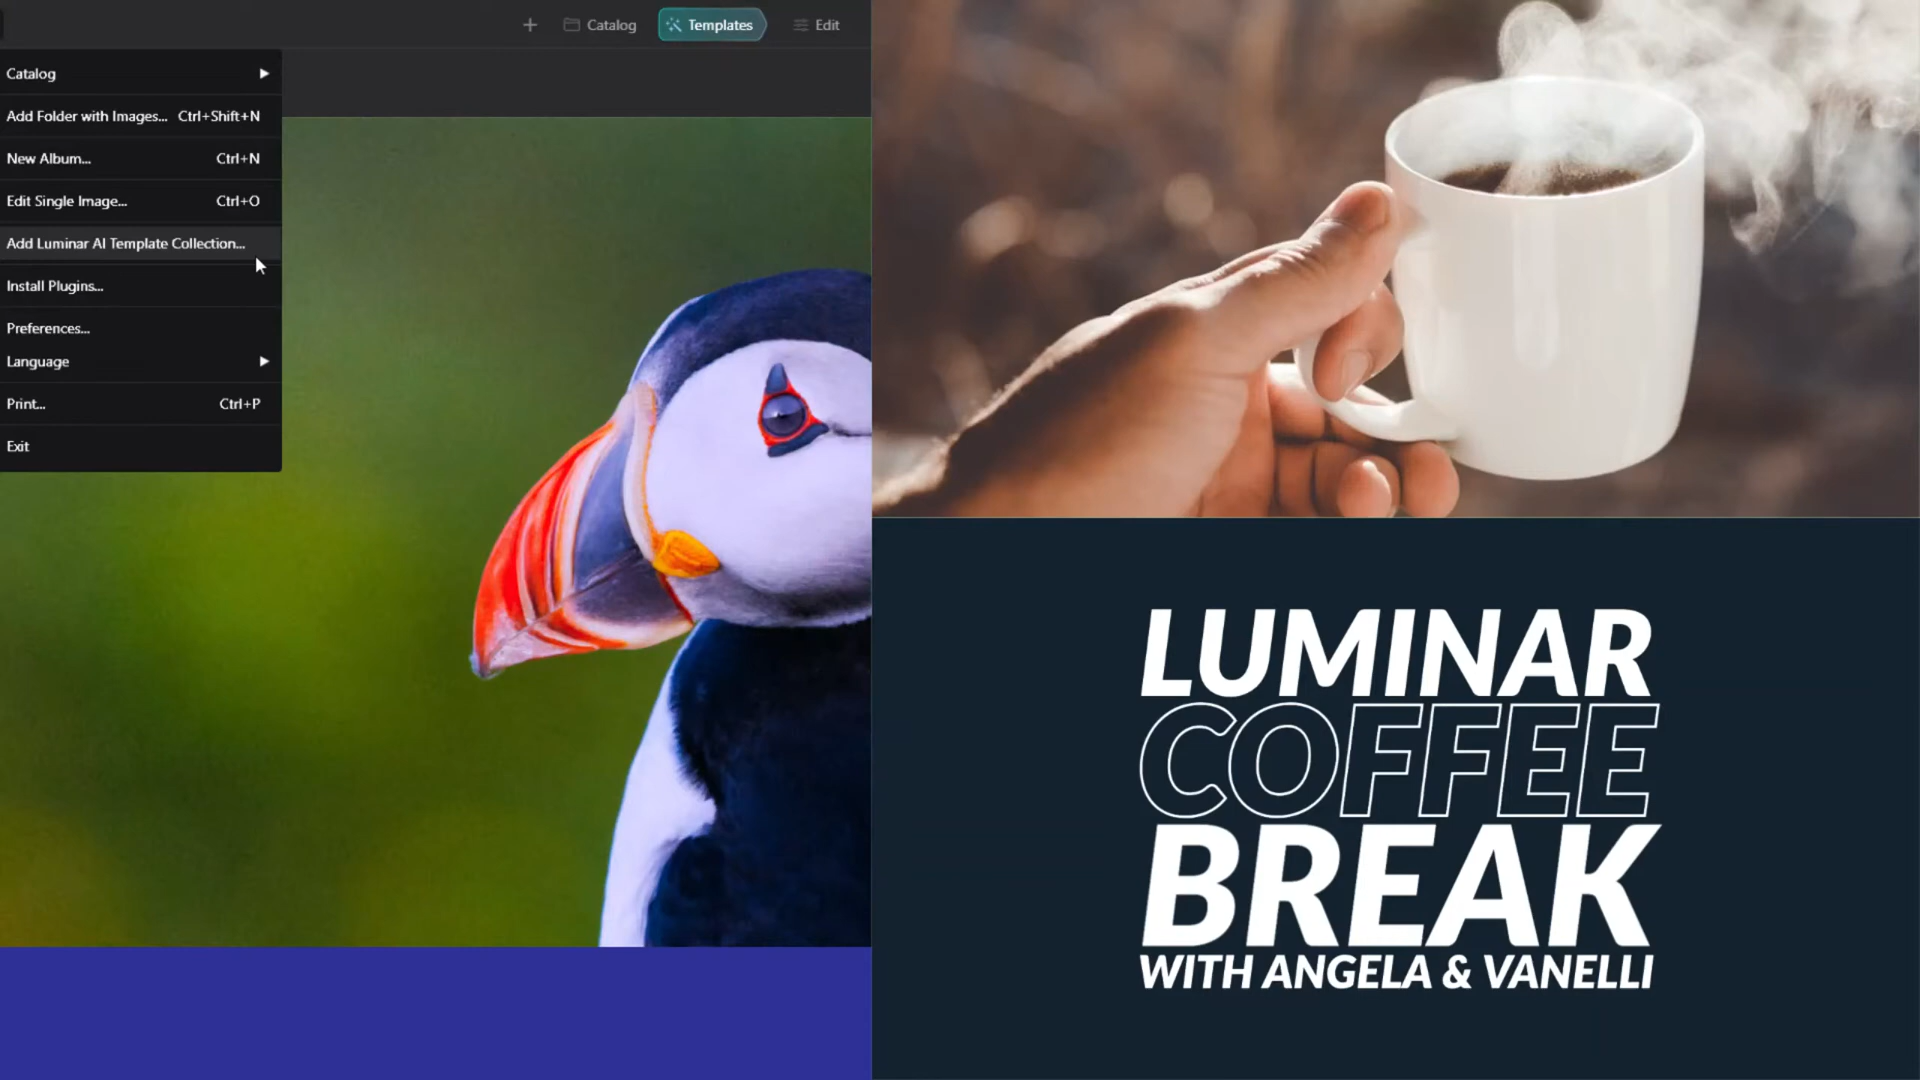 + Catalog Templates Edit
Catalog
Add Folder with Images... Ctrl+Shift+N
New Album... Ctrl+N
Edit Single Image... Ctrl+O
Add Luminar AI Template Collection...
Install Plugins...
Preferences...
Language
Print... Ctrl+P
Exit
LUMINAR
COFFEE
BREAK
WITH ANGELA & VANELLI